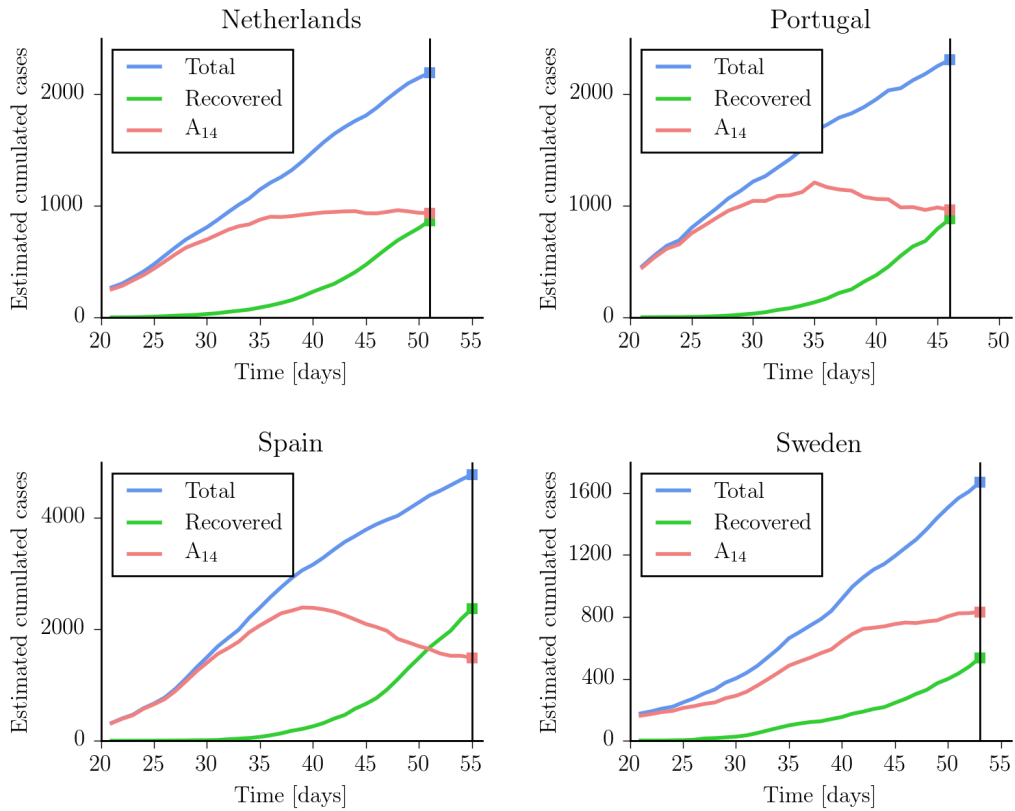 Netherlands
Estimated cumulated cases
Total
Recovered
A14
2000
1000
0
20 25 30 35 40 45 50 55
Time [days]
Portugal
Estimated cumulated cases
Total
Recovered
A14
2000
1000
0
20 25 30 35 40 45 50
Time [days]
Spain
Estimated cumulated cases
Total
Recovered
A14
4000
2000
0
20 25 30 35 40 45 50 55
Time [days]
Sweden
Estimated cumulated cases
Total
Recovered
A14
1600
1200
800
400
0
20 25 30 35 40 45 50 55
Time [days]